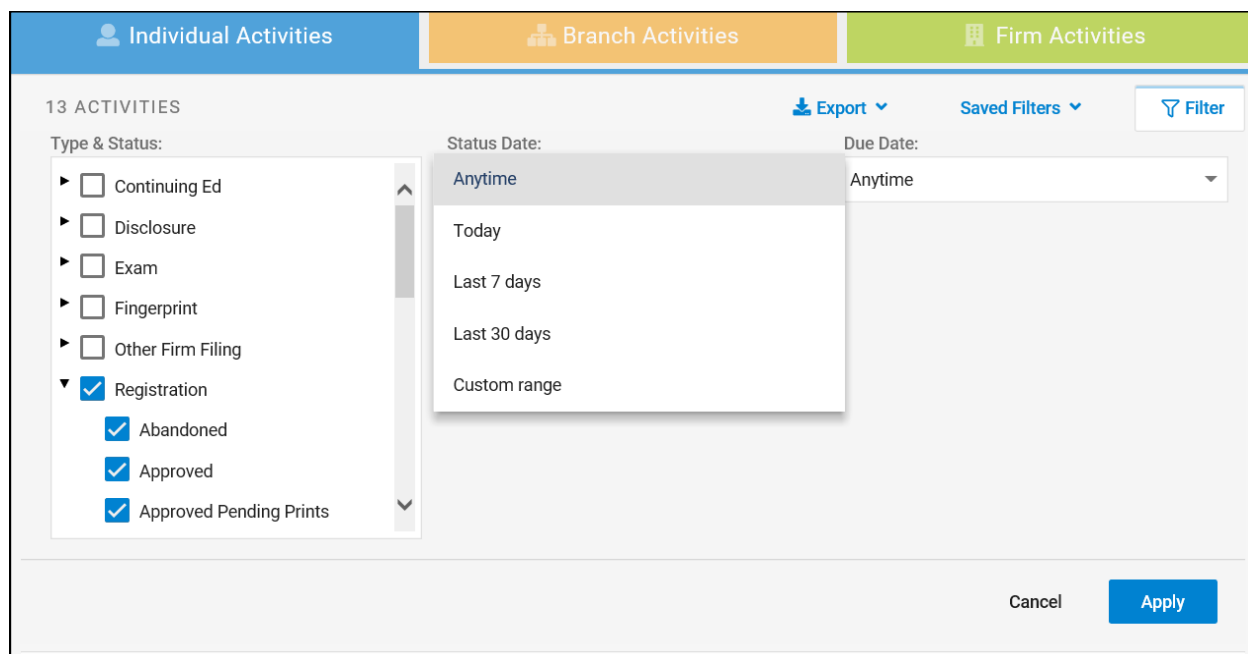 Individual Activities
Branch Activities
Firm Activities
13 ACTIVITIES
Export
Saved Filters
Filter
Type & Status:
Status Date:
Due Date:
Continuing Ed
Disclosure
Exam
Fingerprint
Other Firm Filing
Registration
Abandoned
Approved
Approved Pending Prints
Anytime
Today
Last 7 days
Last 30 days
Custom range
Anytime
Cancel
Apply